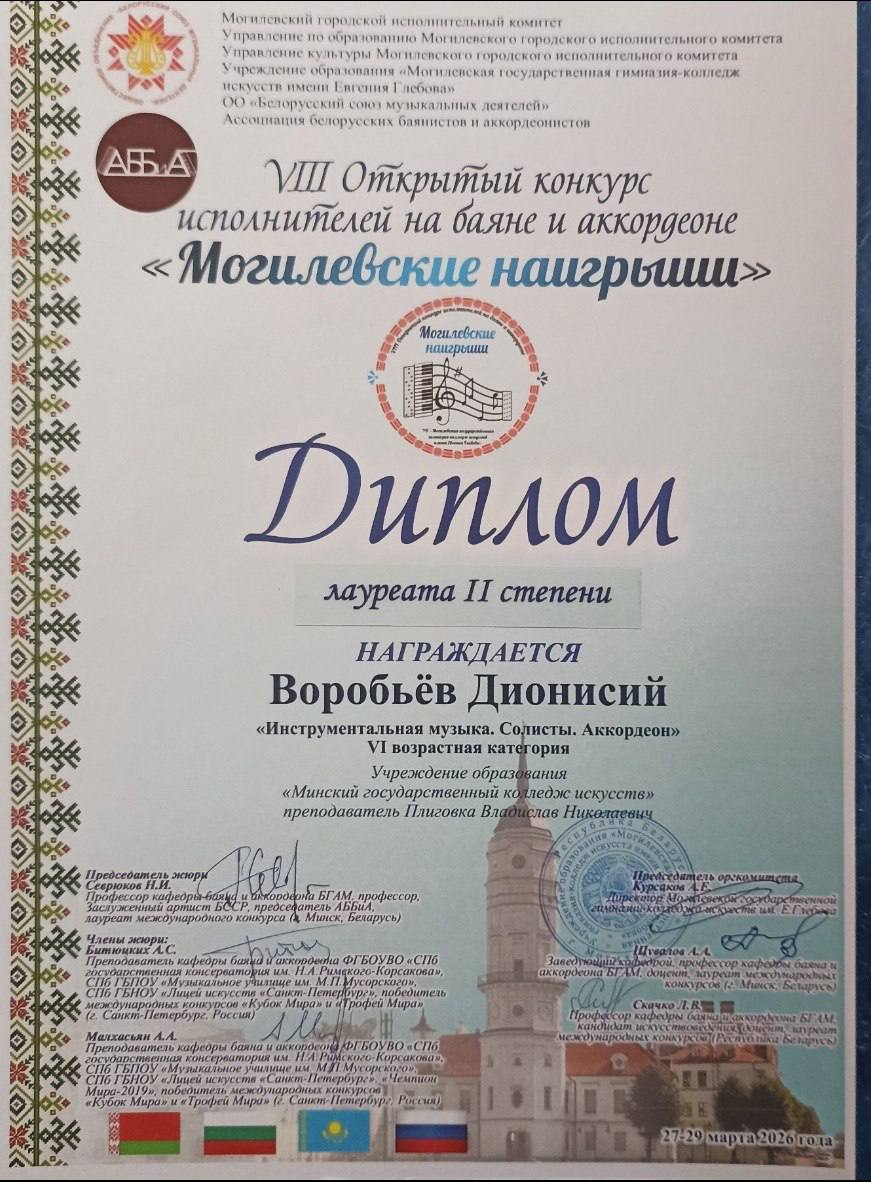 Могилевский городской исполнительный комитет
Управление по образованию Могилевского городского исполнительного комитета
Управление культуры Могилевского городского исполнительного комитета
Учреждение образования «Могилевская государственная гимназия-колледж
искусств имени Евгения Глебова»
ОО «Белорусский союз музыкальных деятелей»
Ассоциация белорусских баянистов и аккордеонистов
АББиА
VIII Открытый конкурс
исполнителей на баяне и аккордеоне
«Могилевские наигрыши»
Могилевские
наигрыши
Диплом
лауреата II степени
НАГРАЖДАЕТСЯ
Воробьёв Дионисий
«Инструментальная музыка. Солисты. Аккордеон»
VI возрастная категория
Учреждение образования
«Минский государственный колледж искусств»
преподаватель Плиговка Владислав Николаевич
Председатель жюри
Севрюков Н.И.
Профессор кафедры баяна и аккордеона БГАМ, профессор,
Заслуженный артист БССР, председатель АББиА,
лауреат международного конкурса (г. Минск, Беларусь)
Члены жюри:
Битюцких А.С.
Преподаватель кафедры баяна и аккордеона ФГБОУВО «СПб
государственная консерватория им. Н.А.Римского-Корсакова»,
СПб ГБПОУ «Музыкальное училище им. М.П.Мусоргского»,
СПб ГБНОУ «Лицей искусств «Санкт-Петербург», победитель
международных конкурсов «Кубок Мира» и «Трофей Мира»
(г. Санкт-Петербург, Россия)
Малхасьян А.А.
Преподаватель кафедры баяна и аккордеона ФГБОУВО «СПб
государственная консерватория им. Н.А.Римского-Корсакова»,
СПб ГБПОУ «Музыкальное училище им. М.П.Мусоргского»,
СПб ГБНОУ «Лицей искусств «Санкт-Петербург», «Чемпион
Мира-2019», победитель международных конкурсов
«Кубок Мира» и «Трофей Мира» (г. Санкт-Петербург, Россия)
Председатель оргкомитета
Курсаков А.Е.
Директор Могилевской государственной
гимназии-колледжа искусств им. Е.Глебова
Шувалов А.А.
Заведующий кафедрой, профессор кафедры баяна и
аккордеона БГАМ, доцент, лауреат международных
конкурсов (г. Минск, Беларусь)
Скачко Л.В.
Профессор кафедры баяна и аккордеона БГАМ,
кандидат искусствоведения, доцент, лауреат
международных конкурсов (Республика Беларусь)
27-29 марта 2026 года